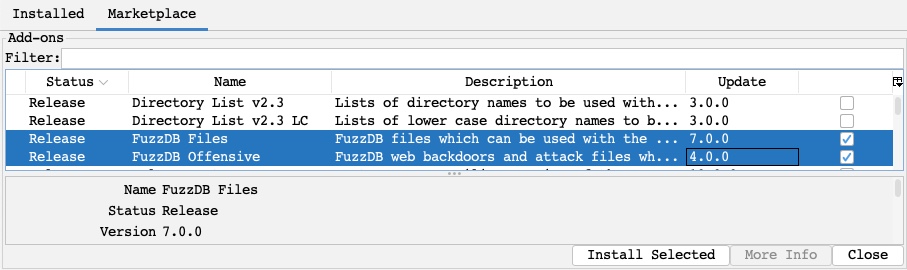 Installed Marketplace
Add-ons
Filter:
Status Name Description Update
Release Directory List v2.3 Lists of directory names to be used with... 3.0.0
Release Directory List v2.3 LC Lists of lower case directory names to b... 3.0.0
Release FuzzDB Files FuzzDB files which can be used with the ... 7.0.0
Release FuzzDB Offensive FuzzDB web backdoors and attack files wh... 4.0.0
Name FuzzDB Files
Status Release
Version 7.0.0
Install Selected More Info Close